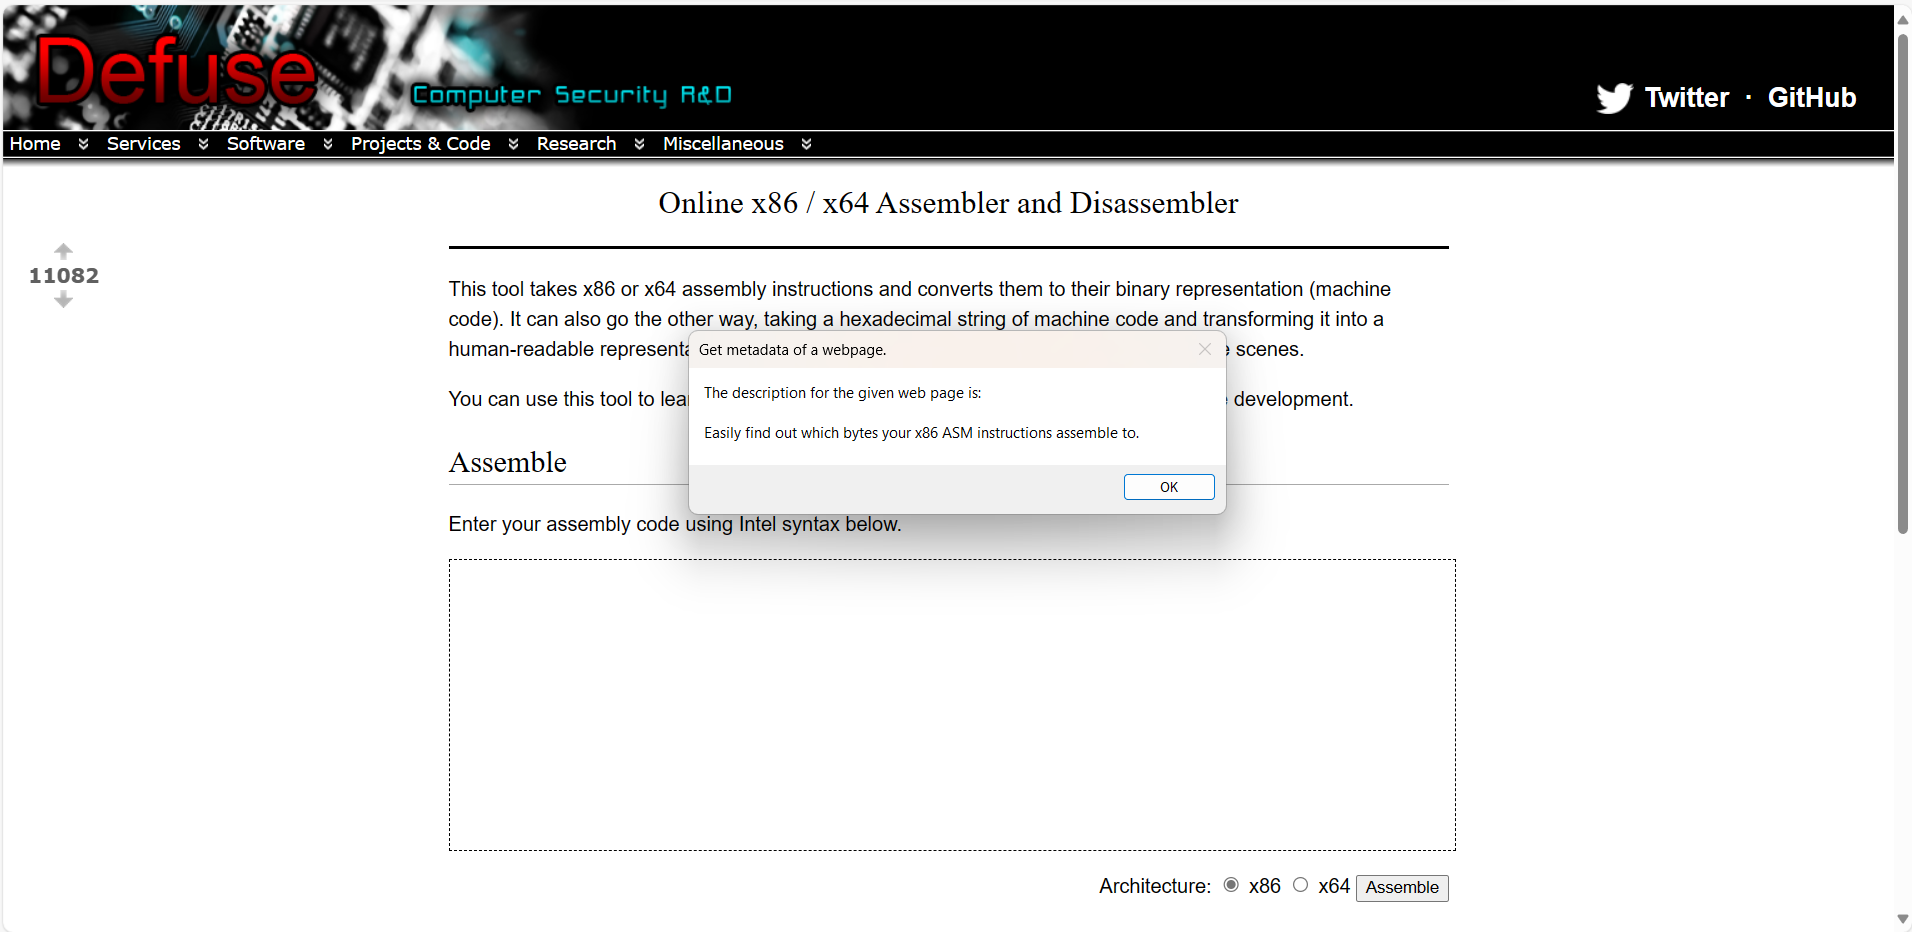 Defuse
Computer Security R&D
Twitter · GitHub
Home Services Software Projects & Code Research Miscellaneous
Online x86 / x64 Assembler and Disassembler
11082
This tool takes x86 or x64 assembly instructions and converts them to their binary representation (machine
code). It can also go the other way, taking a hexadecimal string of machine code and transforming it into a
human-readable scenes.
You can use this tool to development.
Get metadata of a webpage.
The description for the given web page is:
Easily find out which bytes your x86 ASM instructions assemble to.
OK
Assemble
Enter your assembly code using Intel syntax below.
Architecture: x86 x64 Assemble